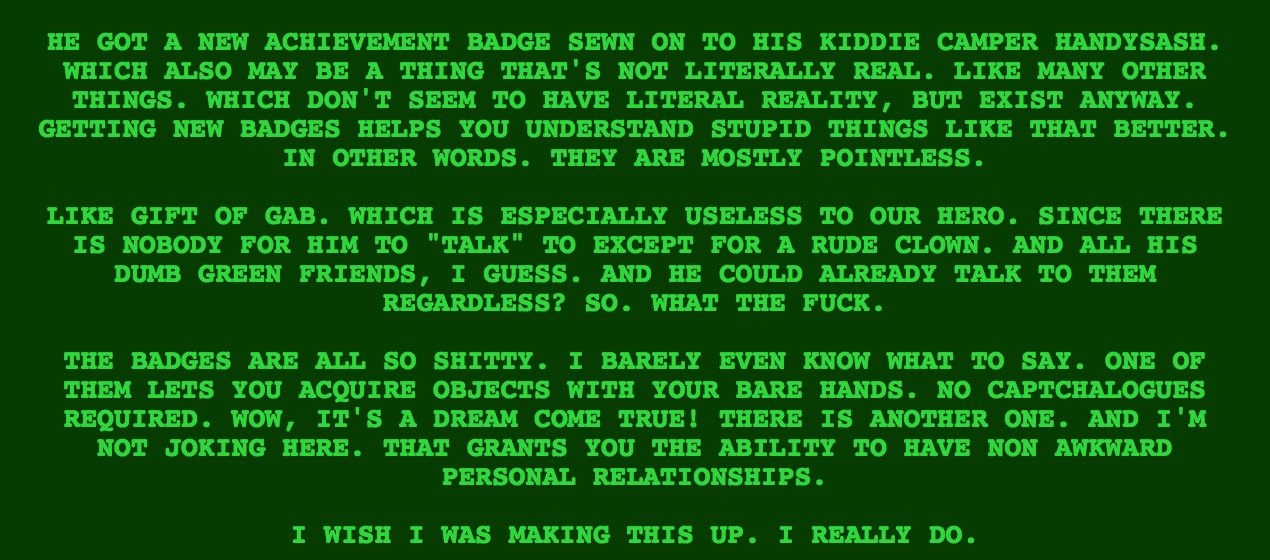 HE GOT A NEW ACHIEVEMENT BADGE SEWN ON TO HIS KIDDIE CAMPER HANDYSASH.
WHICH ALSO MAY BE A THING THAT'S NOT LITERALLY REAL. LIKE MANY OTHER
THINGS. WHICH DON'T SEEM TO HAVE LITERAL REALITY, BUT EXIST ANYWAY.
GETTING NEW BADGES HELPS YOU UNDERSTAND STUPID THINGS LIKE THAT BETTER.
IN OTHER WORDS. THEY ARE MOSTLY POINTLESS.
LIKE GIFT OF GAB. WHICH IS ESPECIALLY USELESS TO OUR HERO. SINCE THERE
IS NOBODY FOR HIM TO "TALK" TO EXCEPT FOR A RUDE CLOWN. AND ALL HIS
DUMB GREEN FRIENDS, I GUESS. AND HE COULD ALREADY TALK TO THEM
REGARDLESS? SO. WHAT THE FUCK.
THE BADGES ARE ALL SO SHITTY. I BARELY EVEN KNOW WHAT TO SAY. ONE OF
THEM LETS YOU ACQUIRE OBJECTS WITH YOUR BARE HANDS. NO CAPTCHALOGUES
REQUIRED. WOW, IT'S A DREAM COME TRUE! THERE IS ANOTHER ONE. AND I'M
NOT JOKING HERE. THAT GRANTS YOU THE ABILITY TO HAVE NON AWKWARD
PERSONAL RELATIONSHIPS.
I WISH I WAS MAKING THIS UP. I REALLY DO.